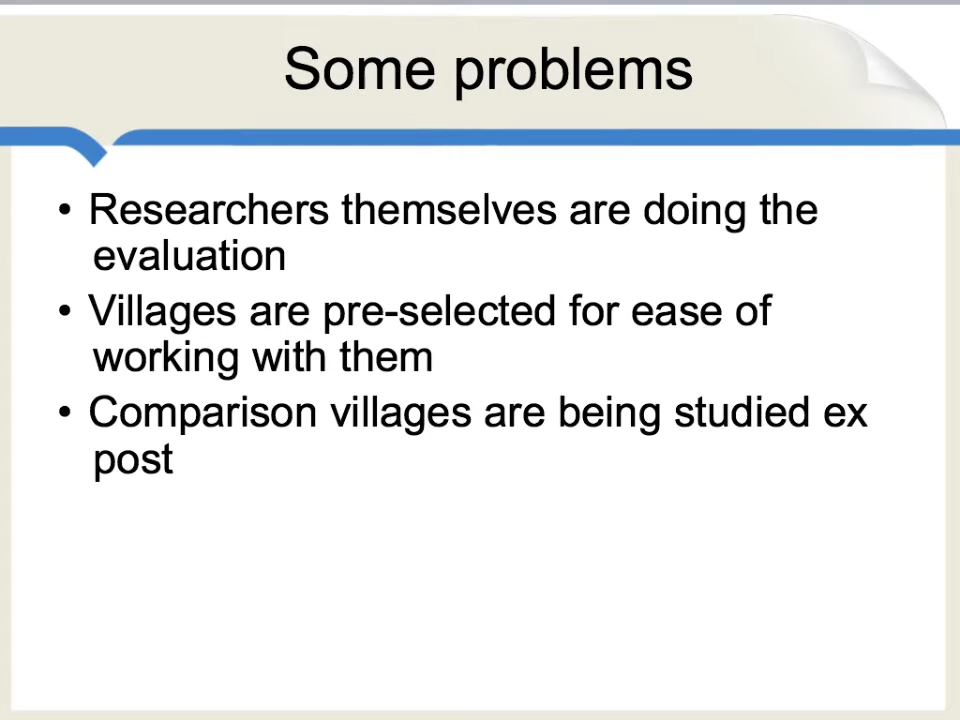 Some problems
• Researchers themselves are doing the
evaluation
• Villages are pre-selected for ease of
working with them
• Comparison villages are being studied ex
post